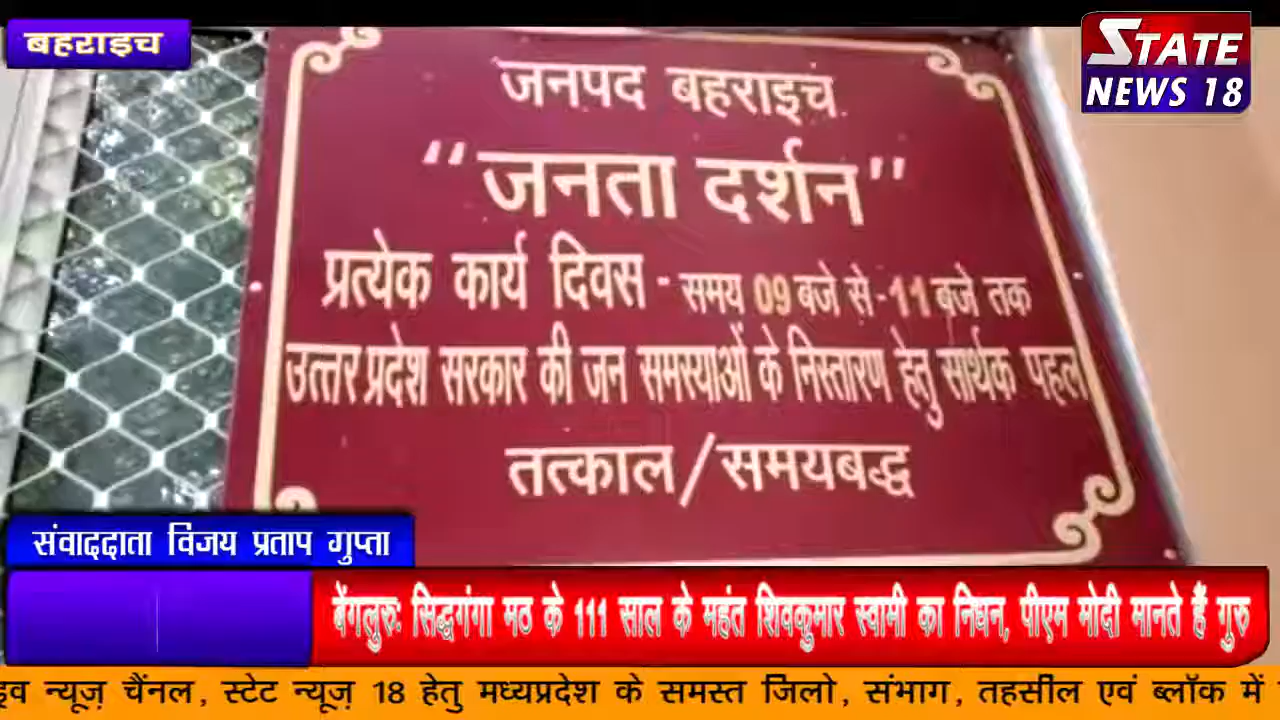 बहराइच
STATE
NEWS 18
जनपद बहराइच
“जनता दर्शन”
प्रत्येक कार्य दिवस - समय 09 बजे से -11 बजे तक
उत्तर प्रदेश सरकार की जन समस्याओं के निस्तारण हेतु सार्थक पहल
तत्काल/समयबद्ध
संवाददाता विजय प्रताप गुप्ता
बेंगलुरु: सिद्धगंगा मठ के 111 साल के महंत शिवकुमार स्वामी का निधन, पीएम मोदी मानते हैं गुरु
न्यूज़ चैंनल, स्टेट न्यूज़ 18 हेतु मध्यप्रदेश के समस्त जिलो, संभाग, तहसील एवं ब्लॉक में